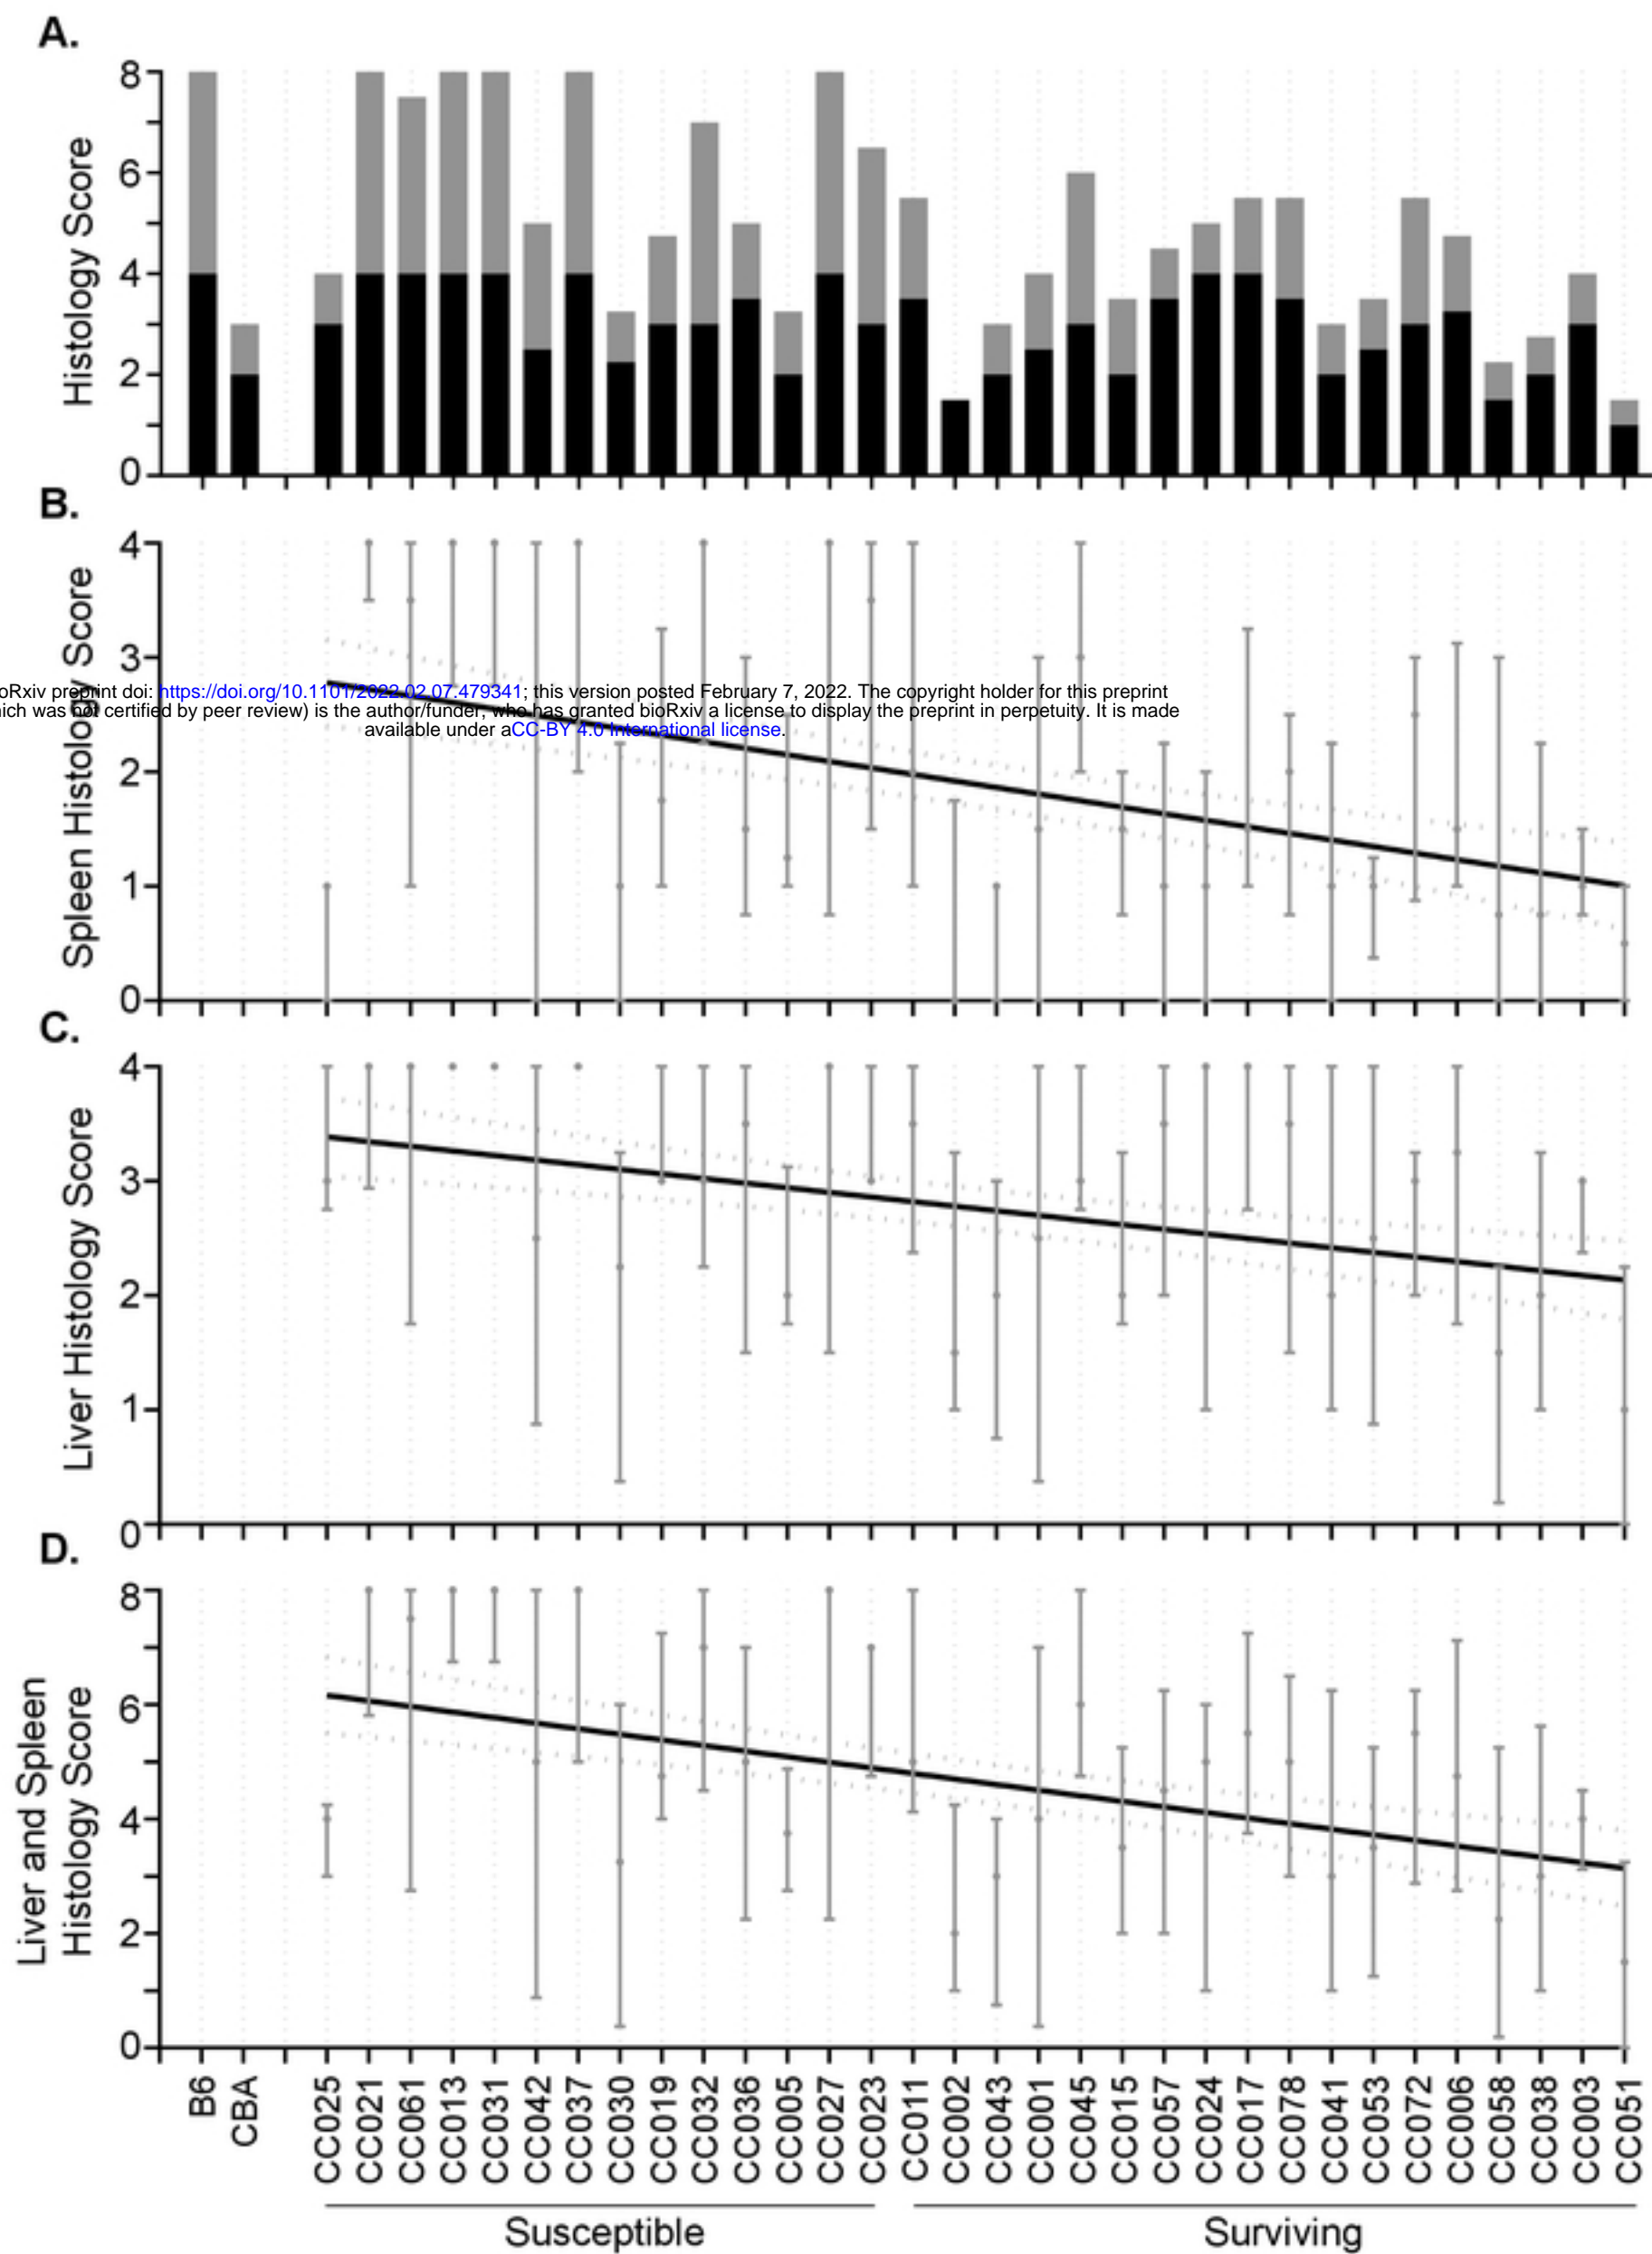 A.
8
6
4
2
0
Histology Score
B.
4
3
2
1
0
Spleen Histology Score
oRxiv preprint doi: https://doi.org/10.1101/2022.02.07.479341; this version posted February 7, 2022. The copyright holder for this preprint
ich was not certified by peer review) is the author/funder, who has granted bioRxiv a license to display the preprint in perpetuity. It is made
available under aCC-BY 4.0 International license.
C.
4
3
2
1
0
Liver Histology Score
D.
8
6
4
2
0
Liver and Spleen
Histology Score
B6
CBA
CC025
CC021
CC061
CC013
CC031
CC042
CC037
CC030
CC019
CC032
CC036
CC005
CC027
CC023
CC011
CC002
CC043
CC001
CC045
CC015
CC057
CC024
CC017
CC078
CC041
CC053
CC072
CC006
CC058
CC038
CC003
CC051
Susceptible
Surviving